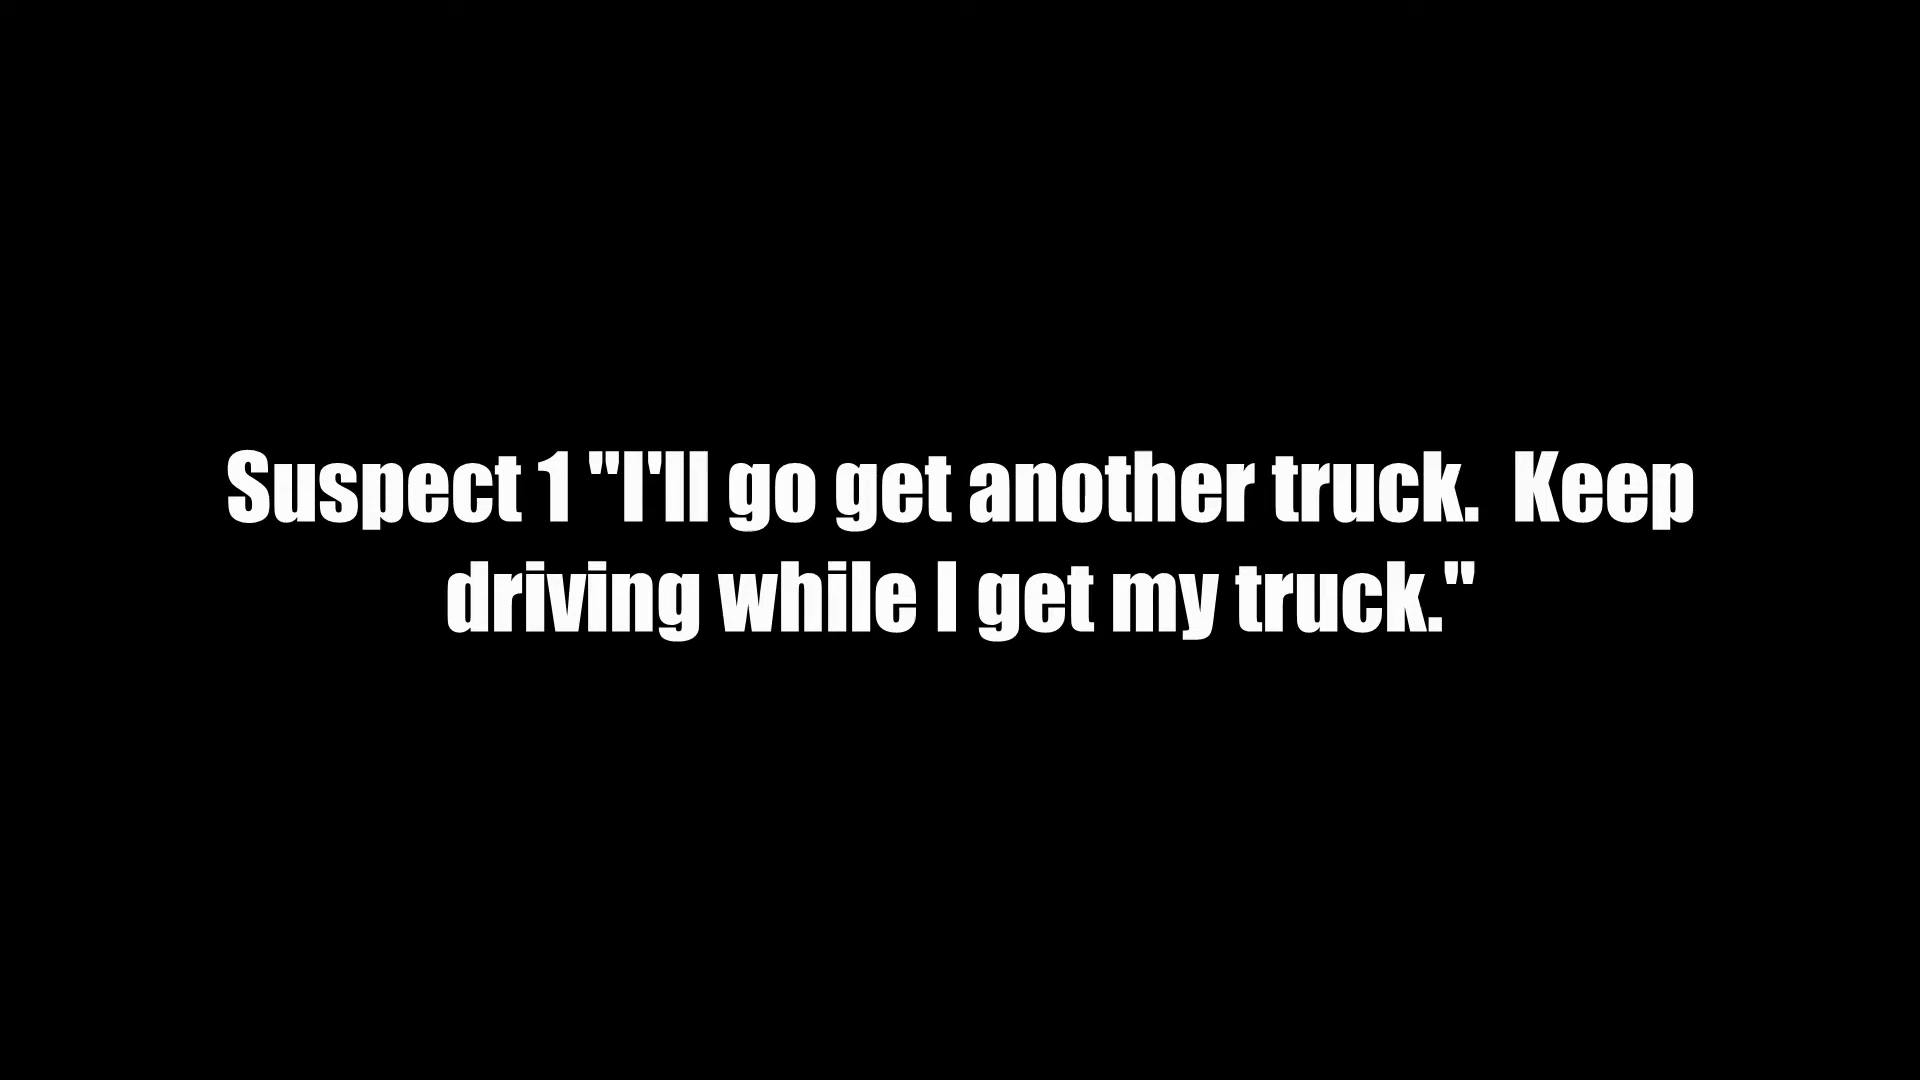 Suspect 1 "I'll go get another truck.  Keep
driving while I get my truck."